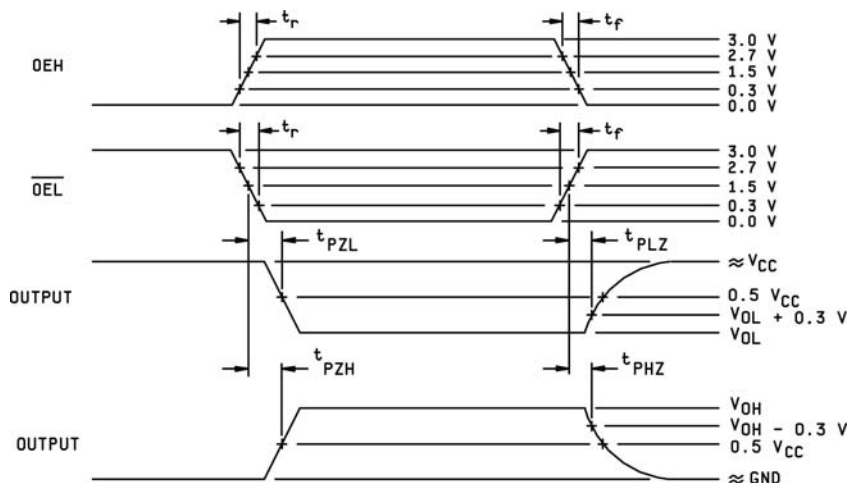 t_r
t_f
OEH
3.0 V
2.7 V
1.5 V
0.3 V
0.0 V
t_r
t_f
OEL
3.0 V
2.7 V
1.5 V
0.3 V
0.0 V
t_PZL
t_PLZ
OUTPUT
≈ V_CC
0.5 V_CC
V_OL + 0.3 V
V_OL
t_PZH
t_PHZ
OUTPUT
V_OH
V_OH - 0.3 V
0.5 V_CC
≈ GND